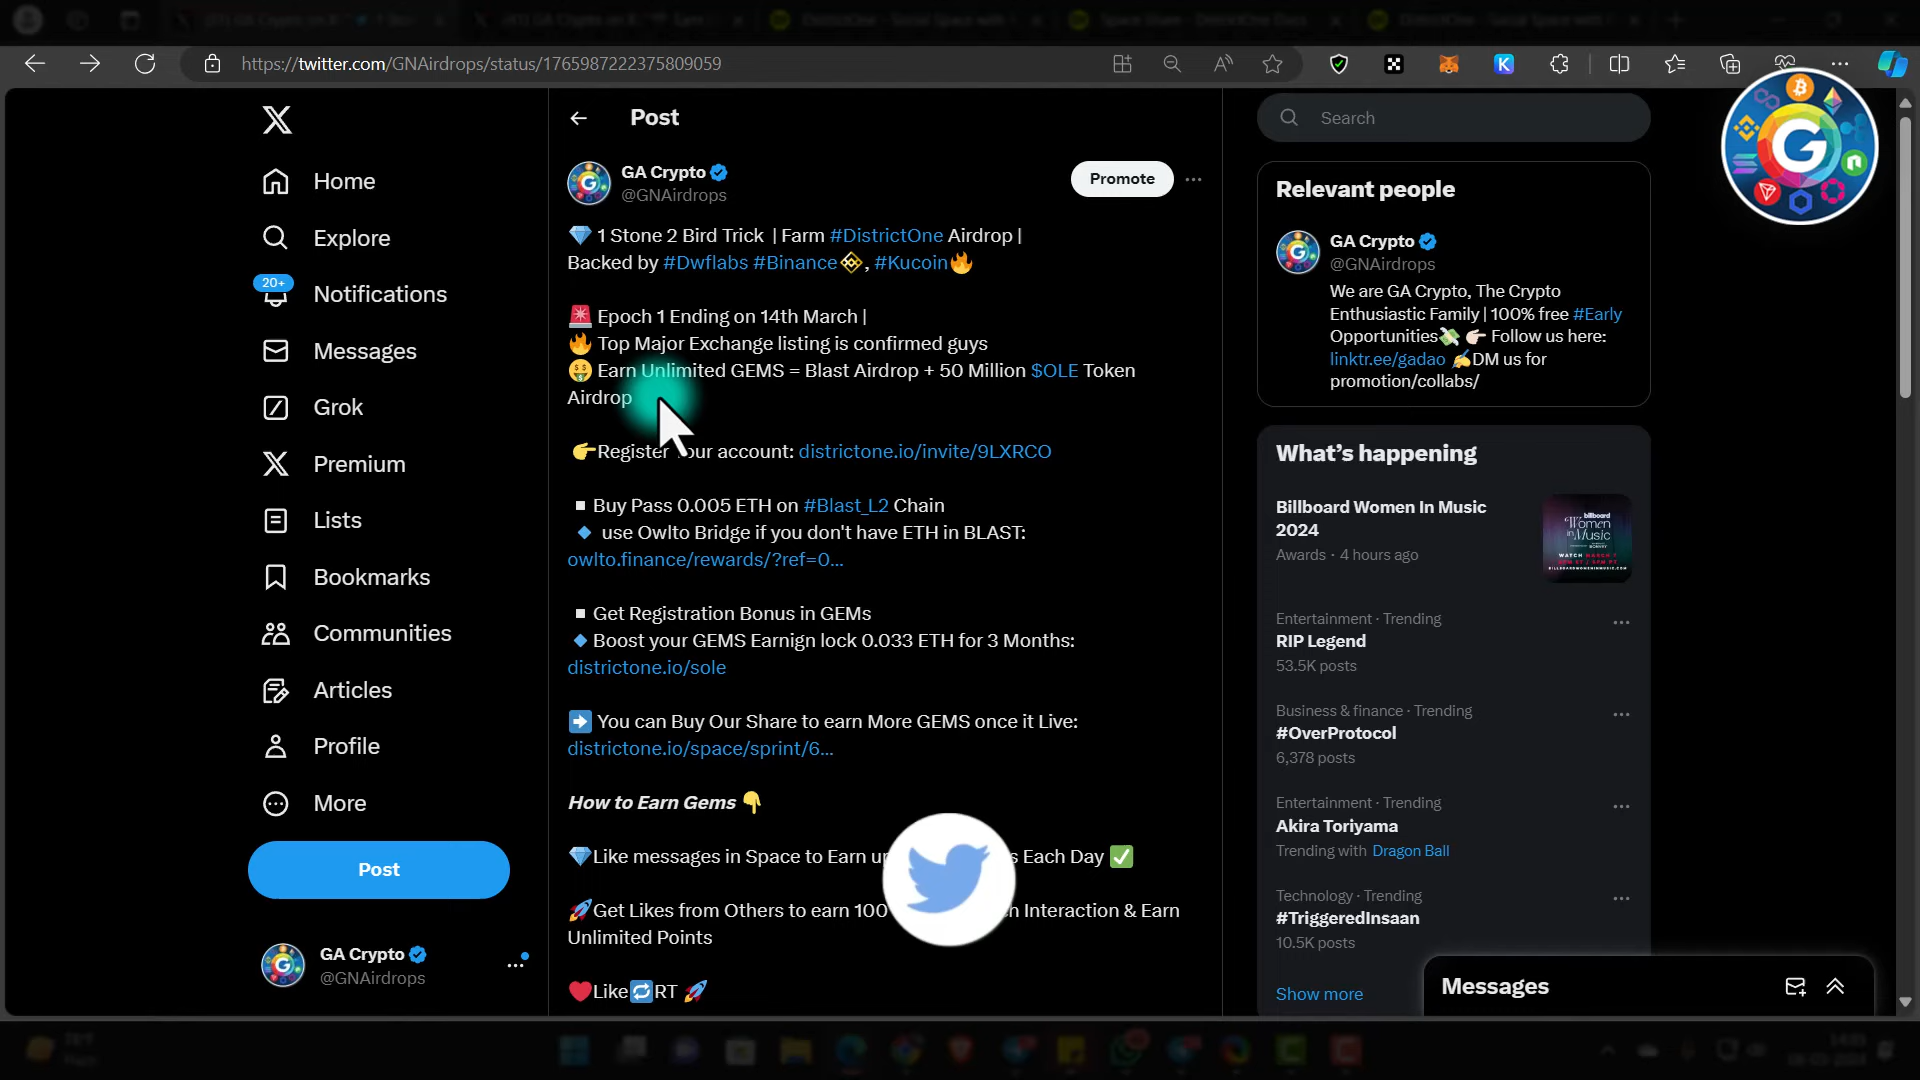 https://twitter.com/GNAirdrops/status/1765987222375809059
Home
Explore
20+
Notifications
Messages
Grok
Premium
Lists
Bookmarks
Communities
Articles
Profile
More
Post
GA Crypto
@GNAirdrops
Post
GA Crypto
@GNAirdrops
Promote
💎 1 Stone 2 Bird Trick | Farm #DistrictOne Airdrop |
Backed by #Dwflabs #Binance, #Kucoin🔥
🚨 Epoch 1 Ending on 14th March |
🔥 Top Major Exchange listing is confirmed guys
🤑 Earn Unlimited GEMS = Blast Airdrop + 50 Million $OLE Token
Airdrop
👉Register our account: districtone.io/invite/9LXRCO
◽Buy Pass 0.005 ETH on #Blast_L2 Chain
🔹 use Owlto Bridge if you don't have ETH in BLAST:
owlto.finance/rewards/?ref=0...
◽Get Registration Bonus in GEMs
🔹Boost your GEMS Earnign lock 0.033 ETH for 3 Months:
districtone.io/sole
➡️ You can Buy Our Share to earn More GEMS once it Live:
districtone.io/space/sprint/6...
How to Earn Gems 👇
💎Like messages in Space to Earn Each Day ✅
🚀Get Likes from Others to earn 100 Interaction & Earn
Unlimited Points
❤️Like🔁RT 🚀
Search
Relevant people
GA Crypto
@GNAirdrops
We are GA Crypto, The Crypto
Enthusiastic Family | 100% free #Early
Opportunities💸 👉🏻 Follow us here:
linktr.ee/gadao ✍️DM us for
promotion/collabs/
What's happening
Billboard Women In Music
2024
Awards · 4 hours ago
billboard
Women
in Music
Entertainment · Trending
RIP Legend
53.5K posts
Business & finance · Trending
#OverProtocol
6,378 posts
Entertainment · Trending
Akira Toriyama
Trending with Dragon Ball
Technology · Trending
#TriggeredInsaan
10.5K posts
Show more
Messages